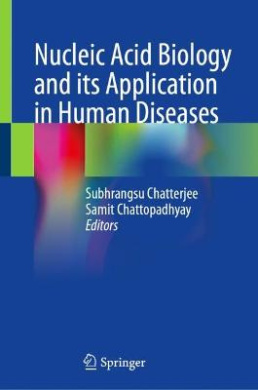 Nucleic Acid Biology
and its Application
in Human Diseases
Subhrangsu Chatterjee
Samit Chattopadhyay
Editors
Springer